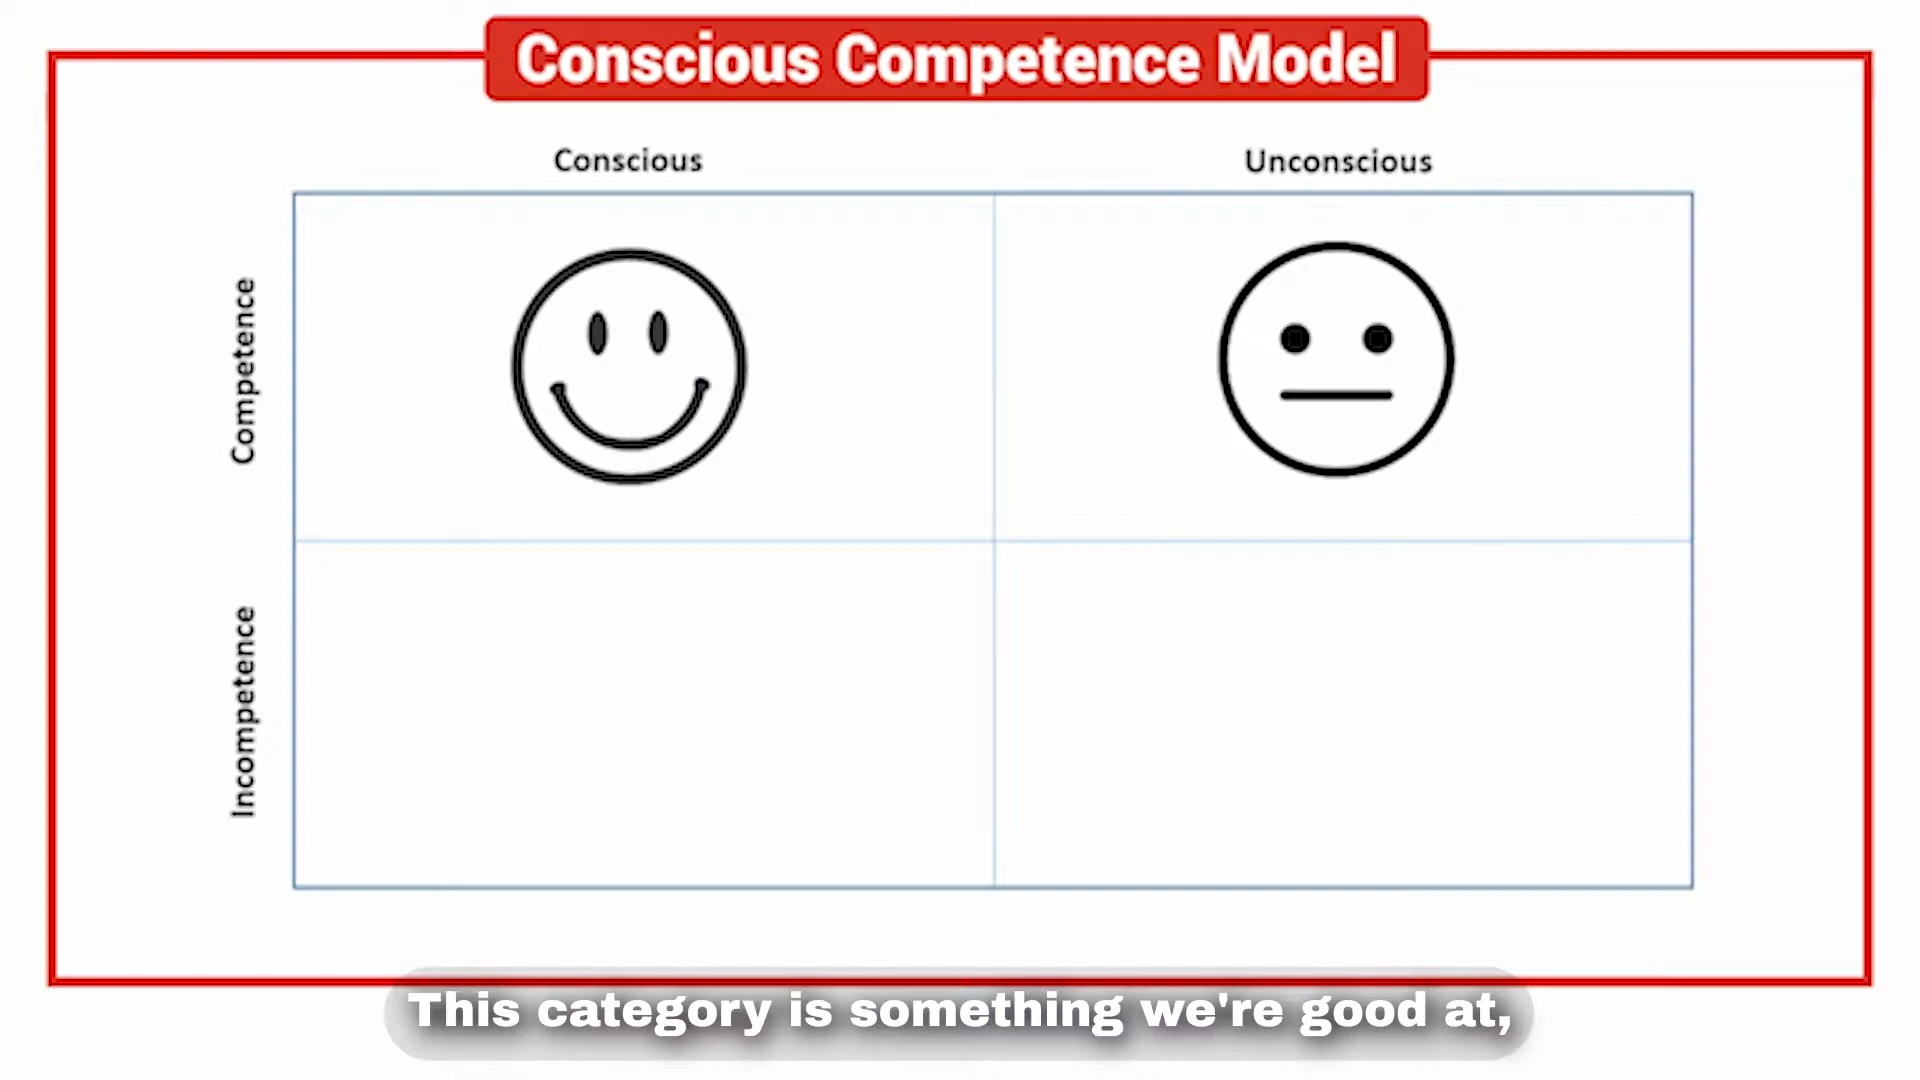 Conscious Competence Model
Conscious
Unconscious
Competence
Incompetence
This category is something we're good at,